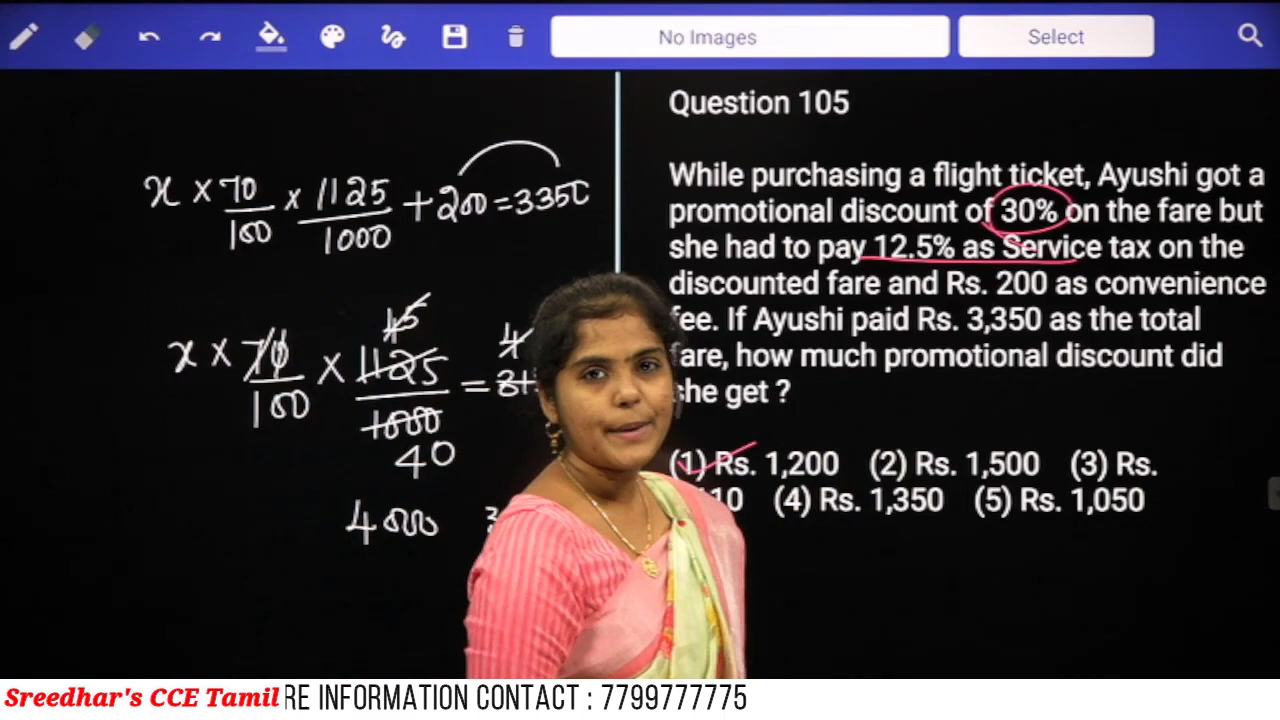 No Images
Select
Question 105
While purchasing a flight ticket, Ayushi got a
promotional discount of 30% on the fare but
she had to pay 12.5% as Service tax on the
discounted fare and Rs. 200 as convenience
fee. If Ayushi paid Rs. 3,350 as the total
fare, how much promotional discount did
she get ?
(1) Rs. 1,200 (2) Rs. 1,500 (3) Rs.
10 (4) Rs. 1,350 (5) Rs. 1,050
x × 70/100 × 1125/1000 + 200 = 3350
x × 70/100 × 1125/1000 =
45
40
4000
Sreedhar's CCE Tamil
RE INFORMATION CONTACT : 7799777775